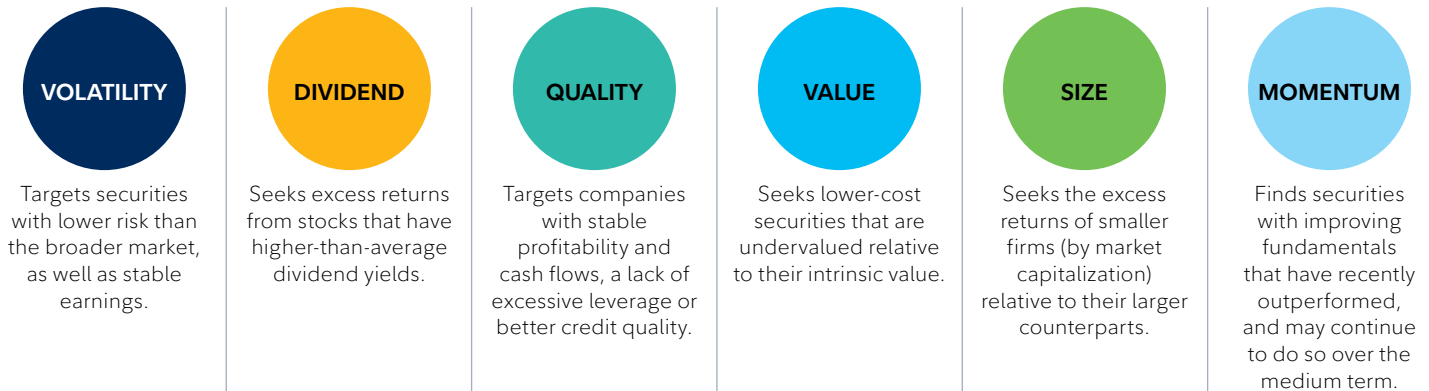 VOLATILITY
Targets securities
with lower risk than
the broader market,
as well as stable
earnings.
DIVIDEND
Seeks excess returns
from stocks that have
higher-than-average
dividend yields.
QUALITY
Targets companies
with stable
profitability and
cash flows, a lack of
excessive leverage or
better credit quality.
VALUE
Seeks lower-cost
securities that are
undervalued relative
to their intrinsic value.
SIZE
Seeks the excess
returns of smaller
firms (by market
capitalization)
relative to their larger
counterparts.
MOMENTUM
Finds securities
with improving
fundamentals
that have recently
outperformed,
and may continue
to do so over the
medium term.